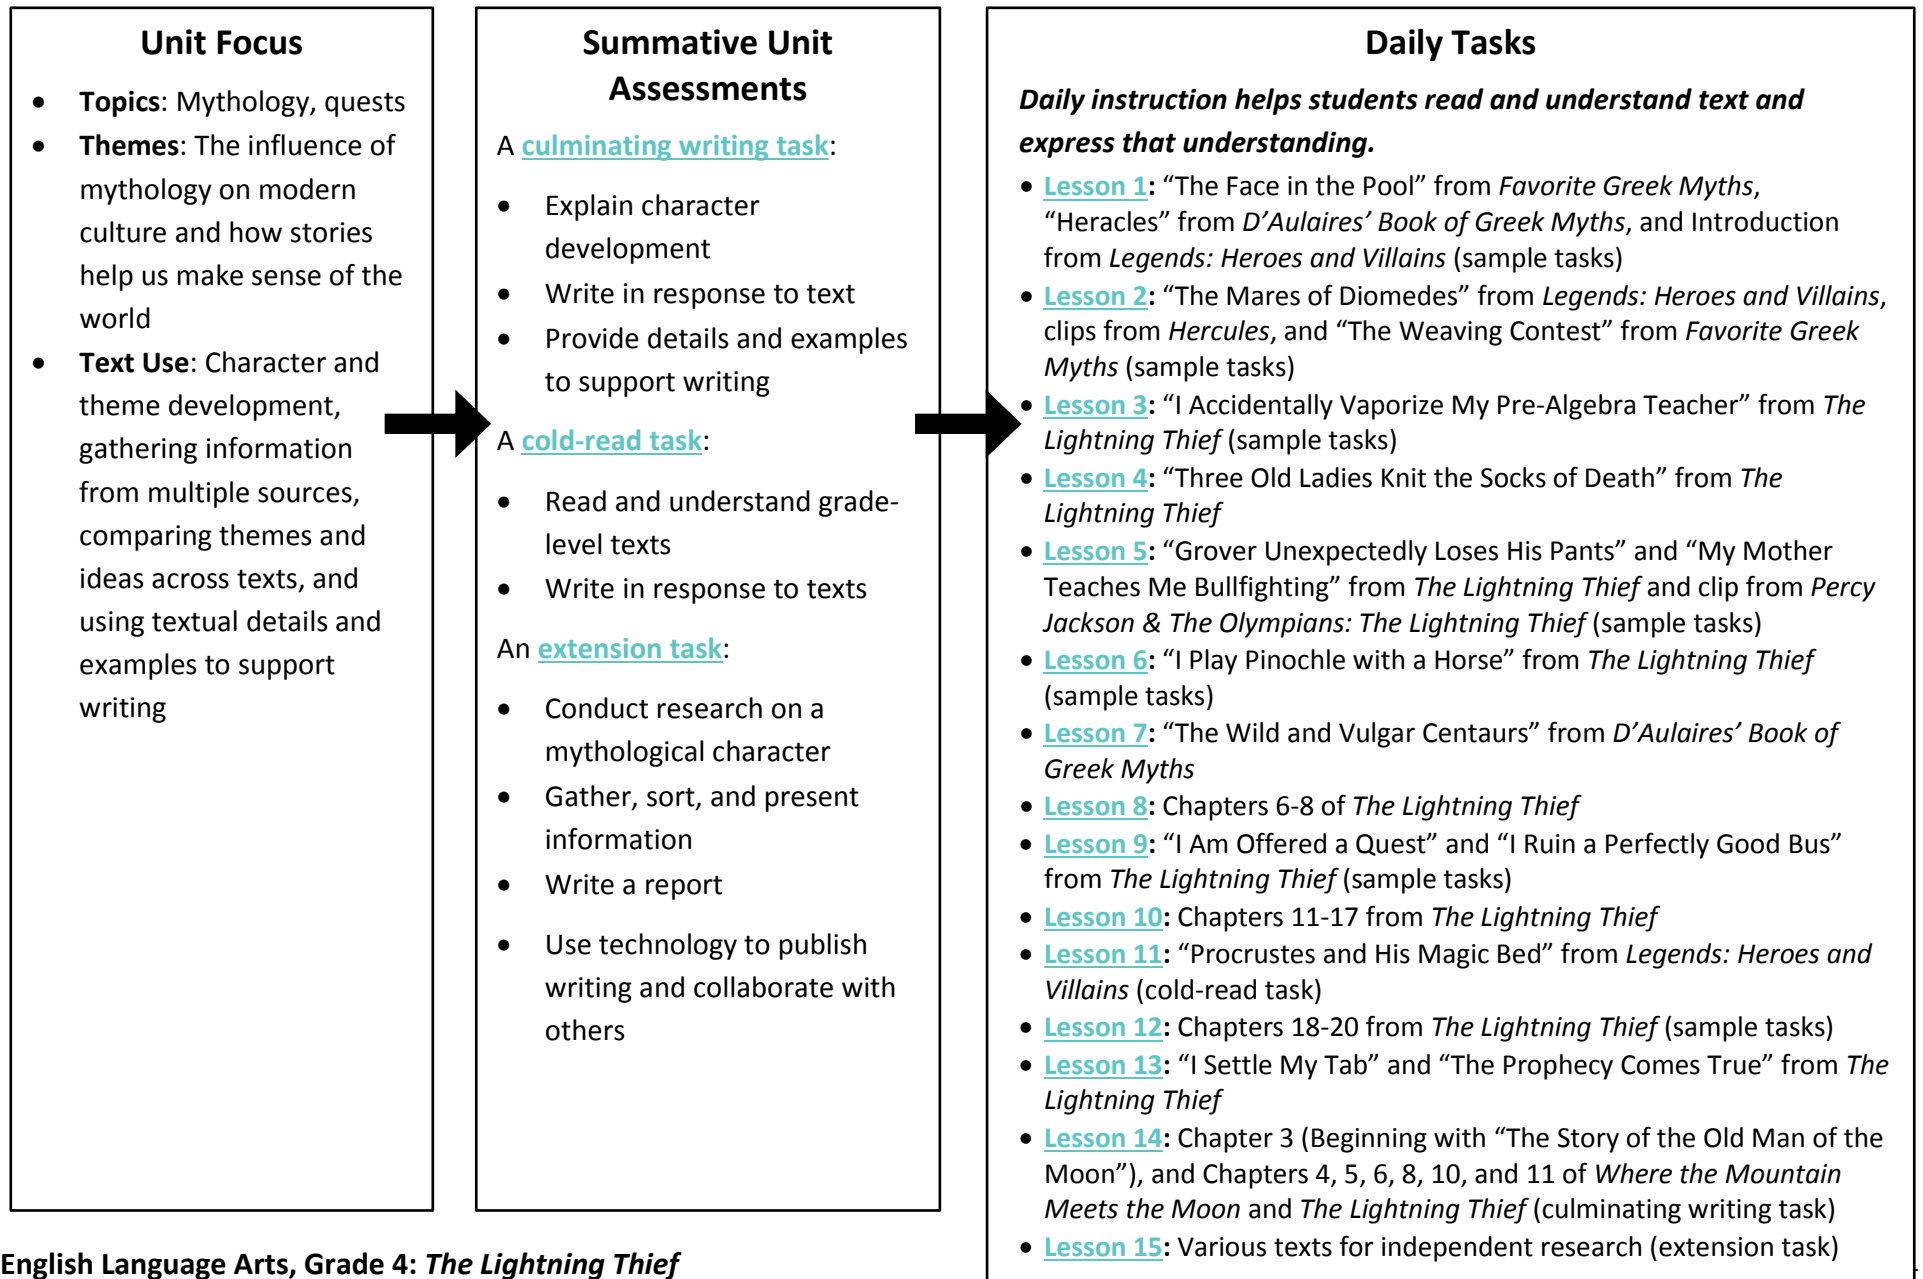 Unit Focus
• Topics: Mythology, quests
• Themes: The influence of
mythology on modern
culture and how stories
help us make sense of the
world
• Text Use: Character and
theme development,
gathering information
from multiple sources,
comparing themes and
ideas across texts, and
using textual details and
examples to support
writing
Summative Unit
Assessments
A culminating writing task:
• Explain character
development
• Write in response to text
• Provide details and examples
to support writing
A cold-read task:
• Read and understand grade-
level texts
• Write in response to texts
An extension task:
• Conduct research on a
mythological character
• Gather, sort, and present
information
• Write a report
• Use technology to publish
writing and collaborate with
others
Daily Tasks
Daily instruction helps students read and understand text and
express that understanding.
• Lesson 1: “The Face in the Pool” from Favorite Greek Myths,
“Heracles” from D’Aulaires’ Book of Greek Myths, and Introduction
from Legends: Heroes and Villains (sample tasks)
• Lesson 2: “The Mares of Diomedes” from Legends: Heroes and Villains,
clips from Hercules, and “The Weaving Contest” from Favorite Greek
Myths (sample tasks)
• Lesson 3: “I Accidentally Vaporize My Pre-Algebra Teacher” from The
Lightning Thief (sample tasks)
• Lesson 4: “Three Old Ladies Knit the Socks of Death” from The
Lightning Thief
• Lesson 5: “Grover Unexpectedly Loses His Pants” and “My Mother
Teaches Me Bullfighting” from The Lightning Thief and clip from Percy
Jackson & The Olympians: The Lightning Thief (sample tasks)
• Lesson 6: “I Play Pinochle with a Horse” from The Lightning Thief
(sample tasks)
• Lesson 7: “The Wild and Vulgar Centaurs” from D’Aulaires’ Book of
Greek Myths
• Lesson 8: Chapters 6-8 of The Lightning Thief
• Lesson 9: “I Am Offered a Quest” and “I Ruin a Perfectly Good Bus”
from The Lightning Thief (sample tasks)
• Lesson 10: Chapters 11-17 from The Lightning Thief
• Lesson 11: “Procrustes and His Magic Bed” from Legends: Heroes and
Villains (cold-read task)
• Lesson 12: Chapters 18-20 from The Lightning Thief (sample tasks)
• Lesson 13: “I Settle My Tab” and “The Prophecy Comes True” from The
Lightning Thief
• Lesson 14: Chapter 3 (Beginning with “The Story of the Old Man of the
Moon”), and Chapters 4, 5, 6, 8, 10, and 11 of Where the Mountain
Meets the Moon and The Lightning Thief (culminating writing task)
• Lesson 15: Various texts for independent research (extension task)
English Language Arts, Grade 4: The Lightning Thief